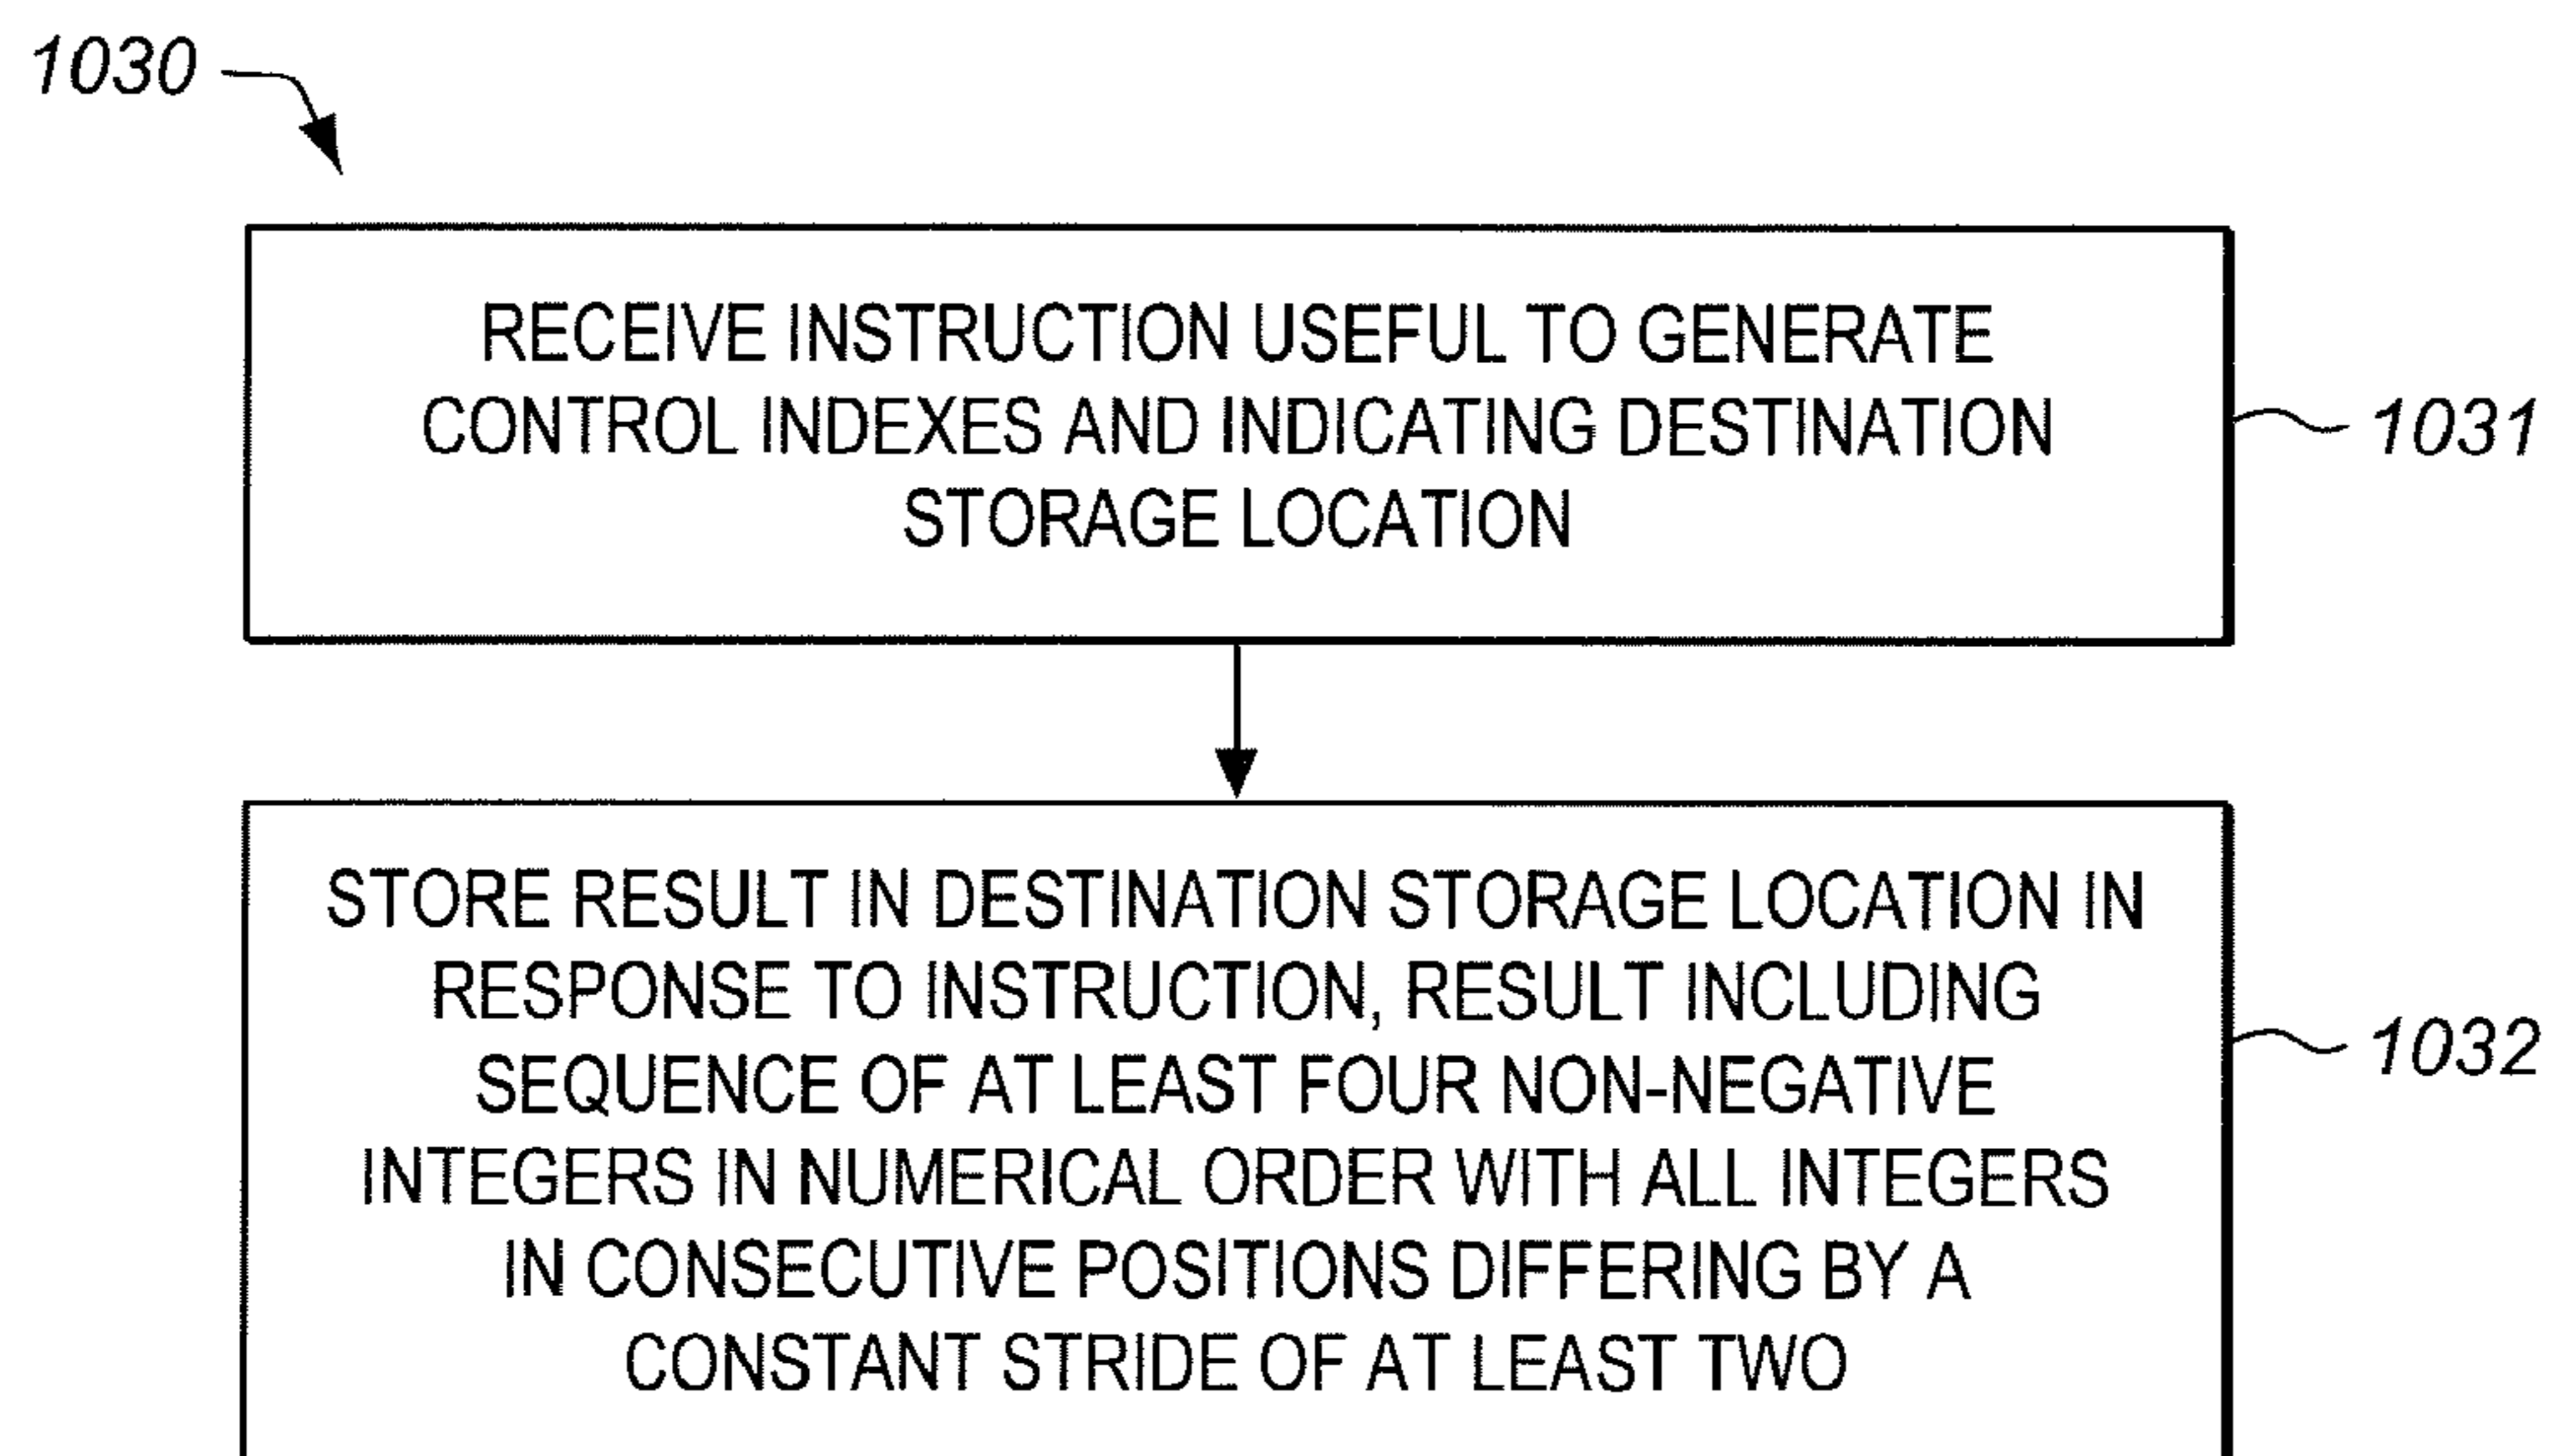 1030
RECEIVE INSTRUCTION USEFUL TO GENERATE
CONTROL INDEXES AND INDICATING DESTINATION
STORAGE LOCATION
1031
STORE RESULT IN DESTINATION STORAGE LOCATION IN
RESPONSE TO INSTRUCTION, RESULT INCLUDING
SEQUENCE OF AT LEAST FOUR NON-NEGATIVE
INTEGERS IN NUMERICAL ORDER WITH ALL INTEGERS
IN CONSECUTIVE POSITIONS DIFFERING BY A
CONSTANT STRIDE OF AT LEAST TWO
1032